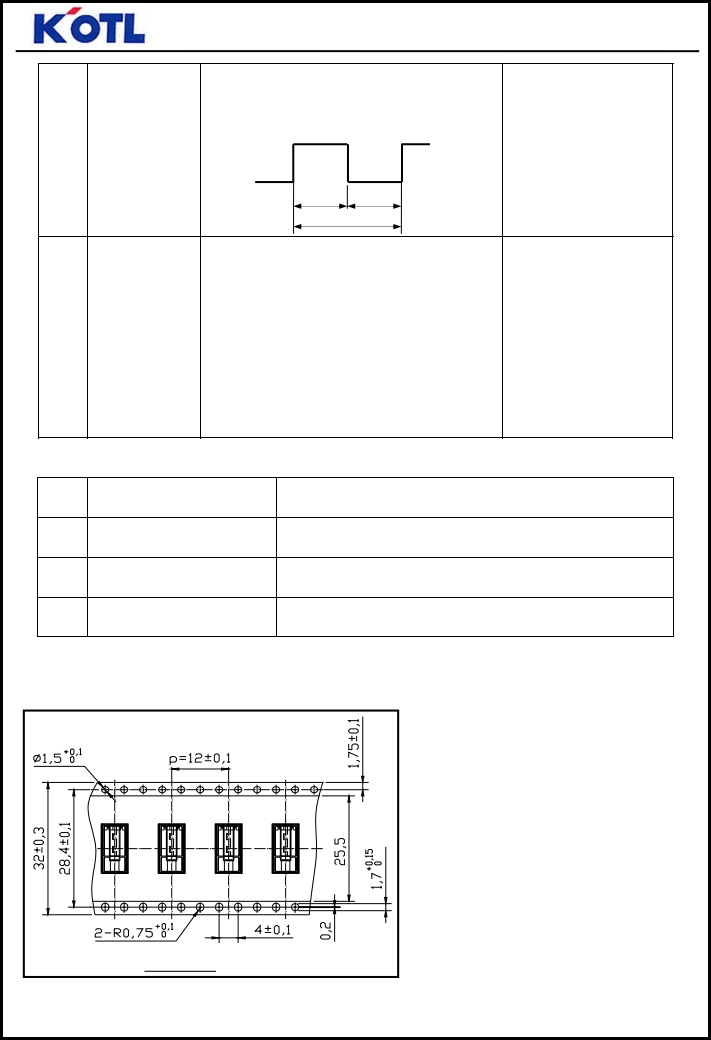 K'OTL
ø1,5 +0,1 0
p=12±0,1
1,75±0,1
32±0,3
28,4±0,1
25,5
1,7 +0,15 0
2-R0,75 +0,1 0
4±0,1
0,2